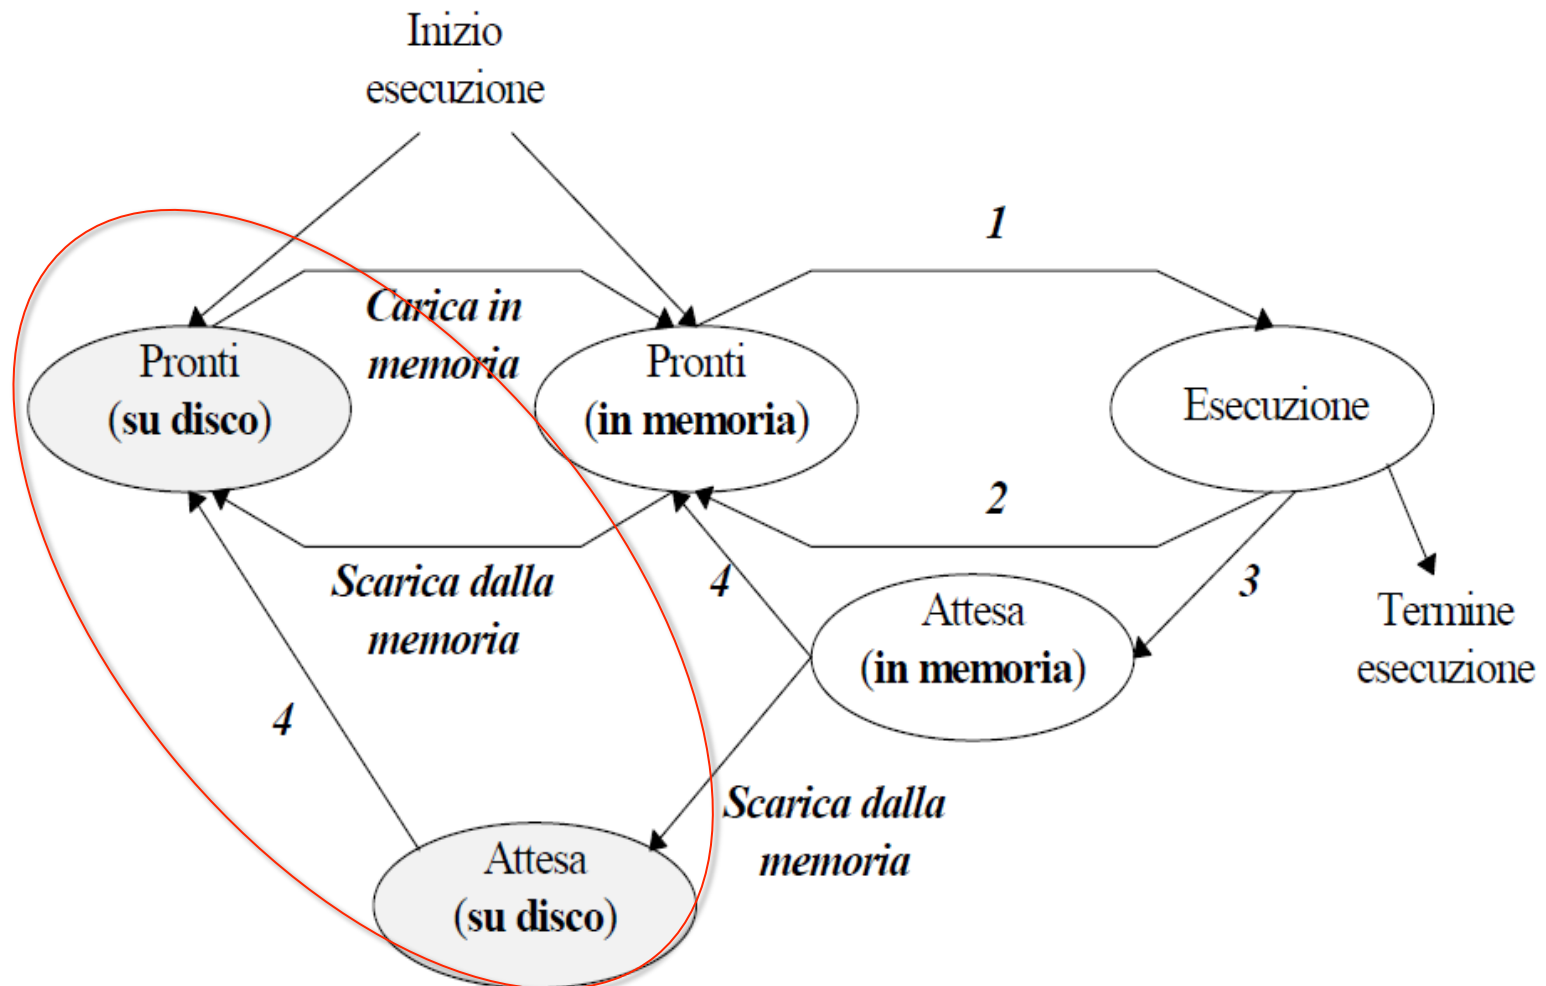 Inizio
esecuzione
1
Carica in
memoria
Pronti
(su disco)
Pronti
(in memoria)
Esecuzione
2
Scarica dalla
memoria
4
3
Attesa
(in memoria)
Termine
esecuzione
4
Scarica dalla
memoria
Attesa
(su disco)